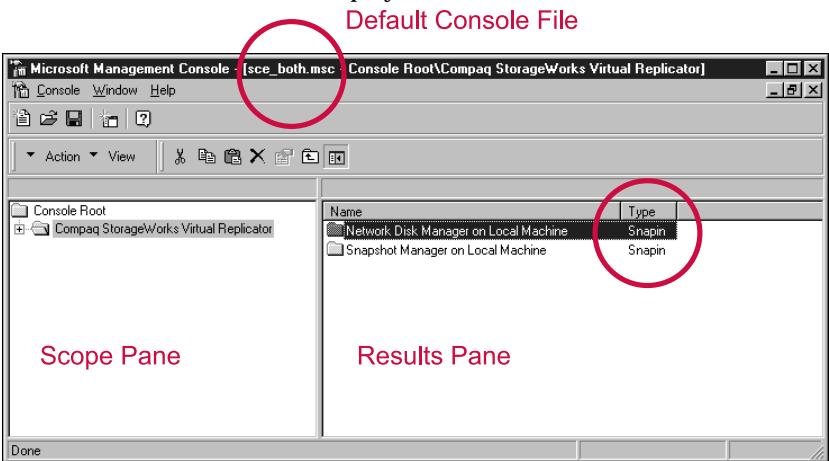 Default Console File
Microsoft Management Console - [sce_both.msc - Console Root\Compaq StorageWorks Virtual Replicator]
Console Window Help
Action View
Console Root
Compaq StorageWorks Virtual Replicator
Name Type
Network Disk Manager on Local Machine Snapin
Snapshot Manager on Local Machine Snapin
Scope Pane
Results Pane
Done